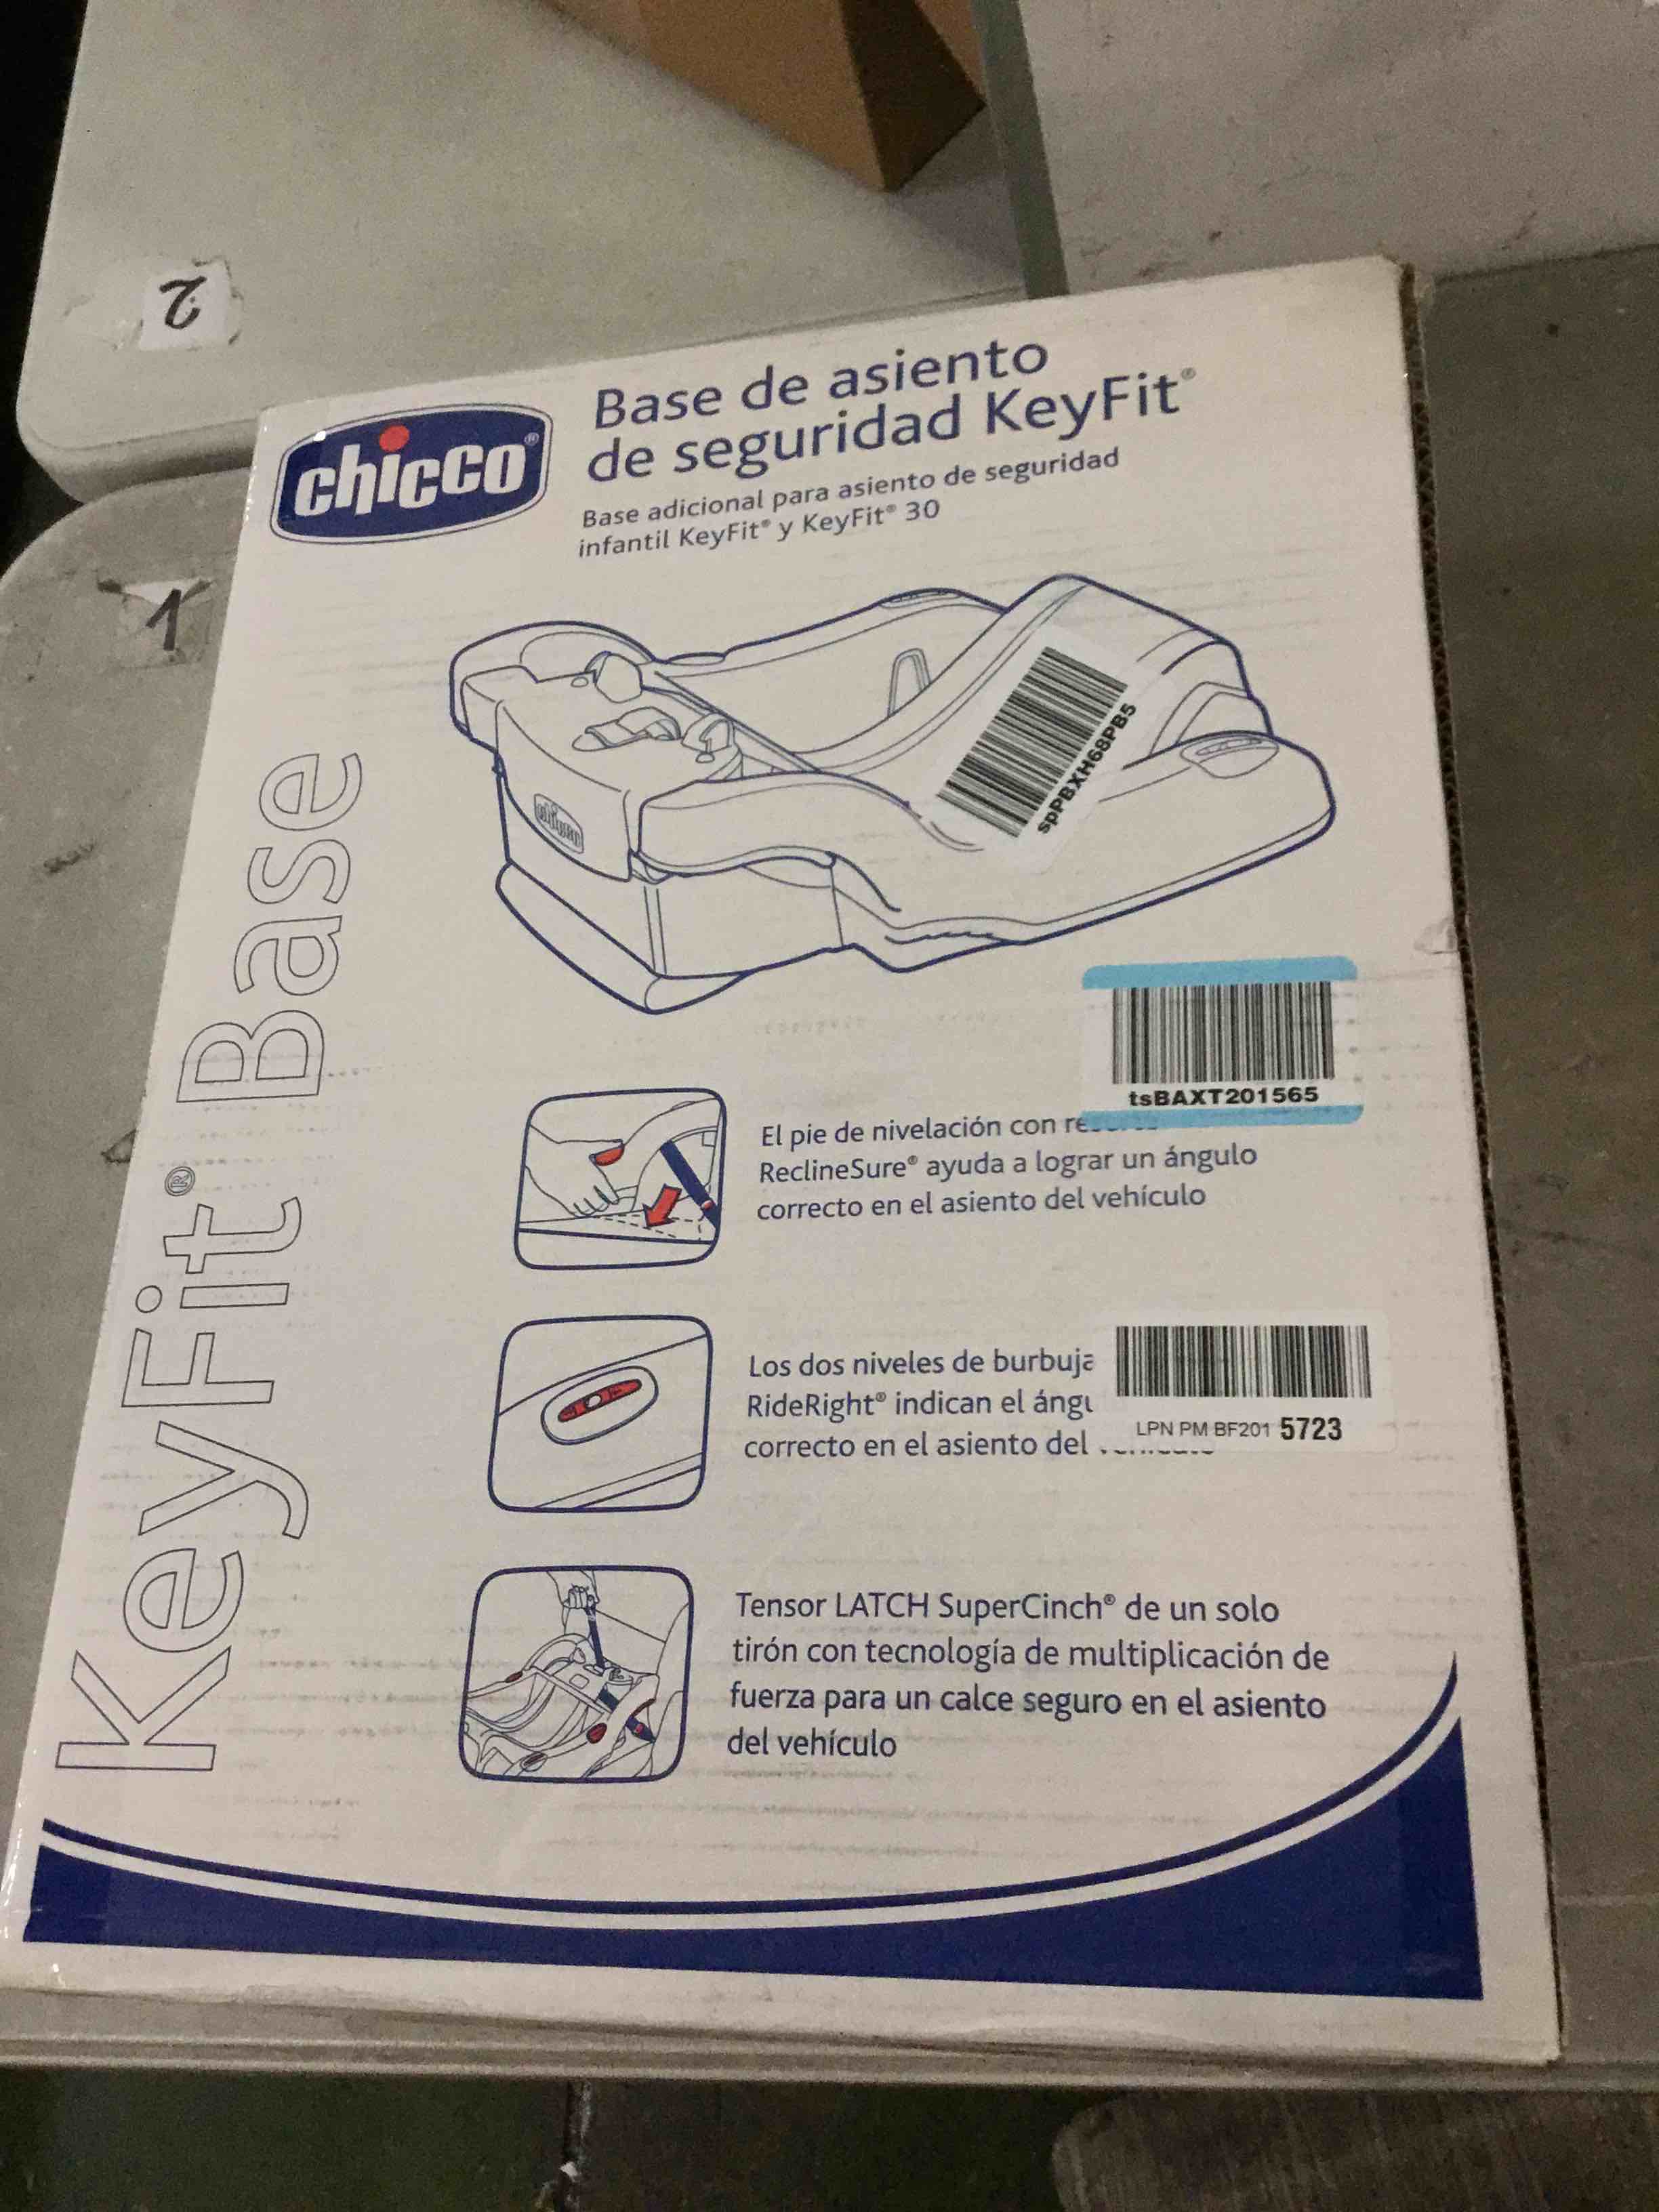 2
1
chicco®
Base de asiento
de seguridad KeyFit®
Base adicional para asiento de seguridad
infantil KeyFit® y KeyFit® 30
KeyFit® Base
chicco
spPBXH68PB5
tsBAXT201565
El pie de nivelación con
ReclineSure® ayuda a lograr un ángulo
correcto en el asiento del vehículo
Los dos niveles de burbuja
RideRight® indican el
correcto en el asiento del
LPN PM BF201 5723
Tensor LATCH SuperCinch® de un solo
tirón con tecnología de multiplicación de
fuerza para un calce seguro en el asiento
del vehículo